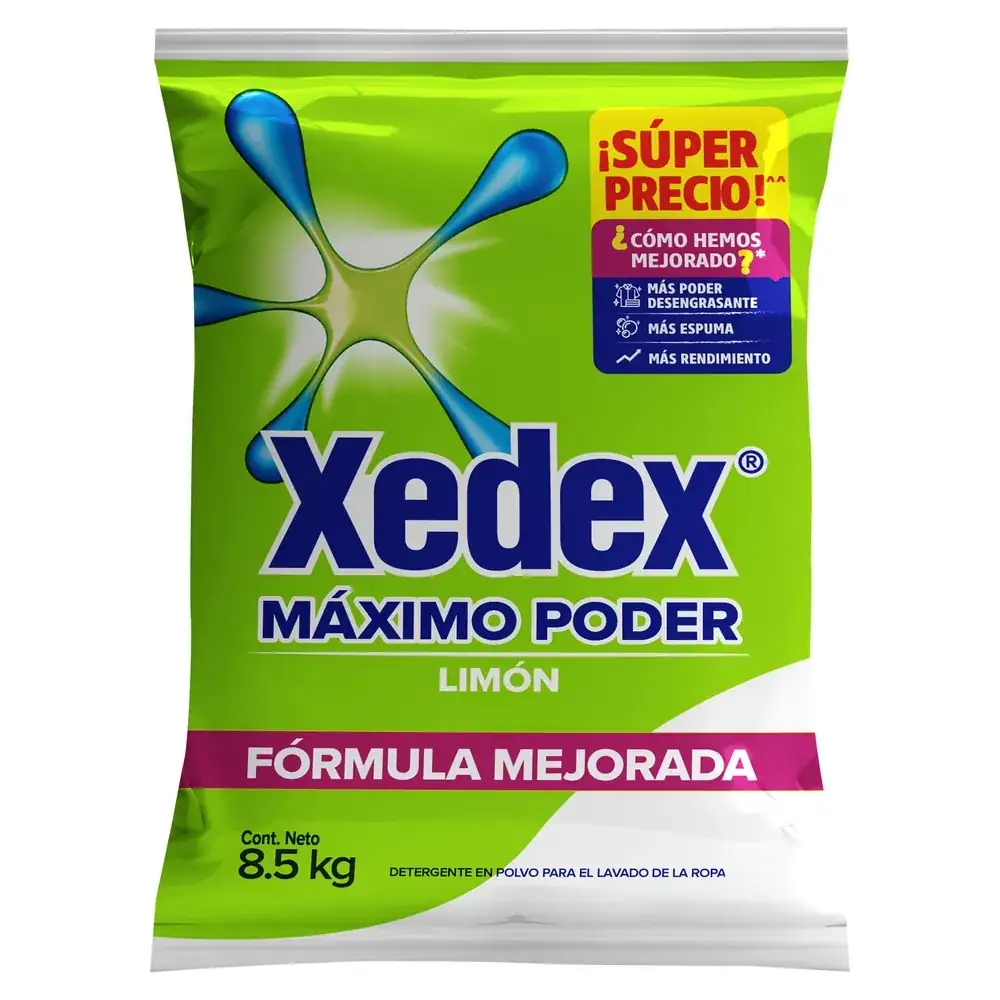 ¡SÚPER
PRECIO!^^
¿CÓMO HEMOS
MEJORADO?*
MÁS PODER
DESENGRASANTE
MÁS ESPUMA
MÁS RENDIMIENTO
Xedex®
MÁXIMO PODER
LIMÓN
FÓRMULA MEJORADA
Cont. Neto
8.5 kg
DETERGENTE EN POLVO PARA EL LAVADO DE LA ROPA